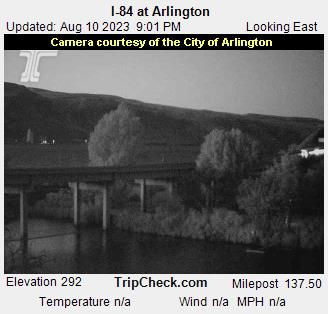 I-84 at Arlington
Updated: Aug 10 2023 9:01 PM Looking East
Camera courtesy of the City of Arlington
Elevation 292 TripCheck.com Milepost 137.50
Temperature n/a Wind n/a MPH n/a